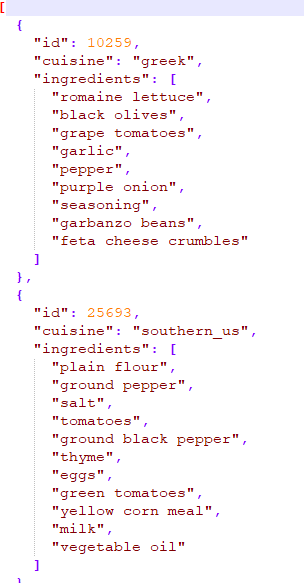 [
  {
    "id": 10259,
    "cuisine": "greek",
    "ingredients": [
      "romaine lettuce",
      "black olives",
      "grape tomatoes",
      "garlic",
      "pepper",
      "purple onion",
      "seasoning",
      "garbanzo beans",
      "feta cheese crumbles"
    ]
  },
  {
    "id": 25693,
    "cuisine": "southern_us",
    "ingredients": [
      "plain flour",
      "ground pepper",
      "salt",
      "tomatoes",
      "ground black pepper",
      "thyme",
      "eggs",
      "green tomatoes",
      "yellow corn meal",
      "milk",
      "vegetable oil"
    ]
  },